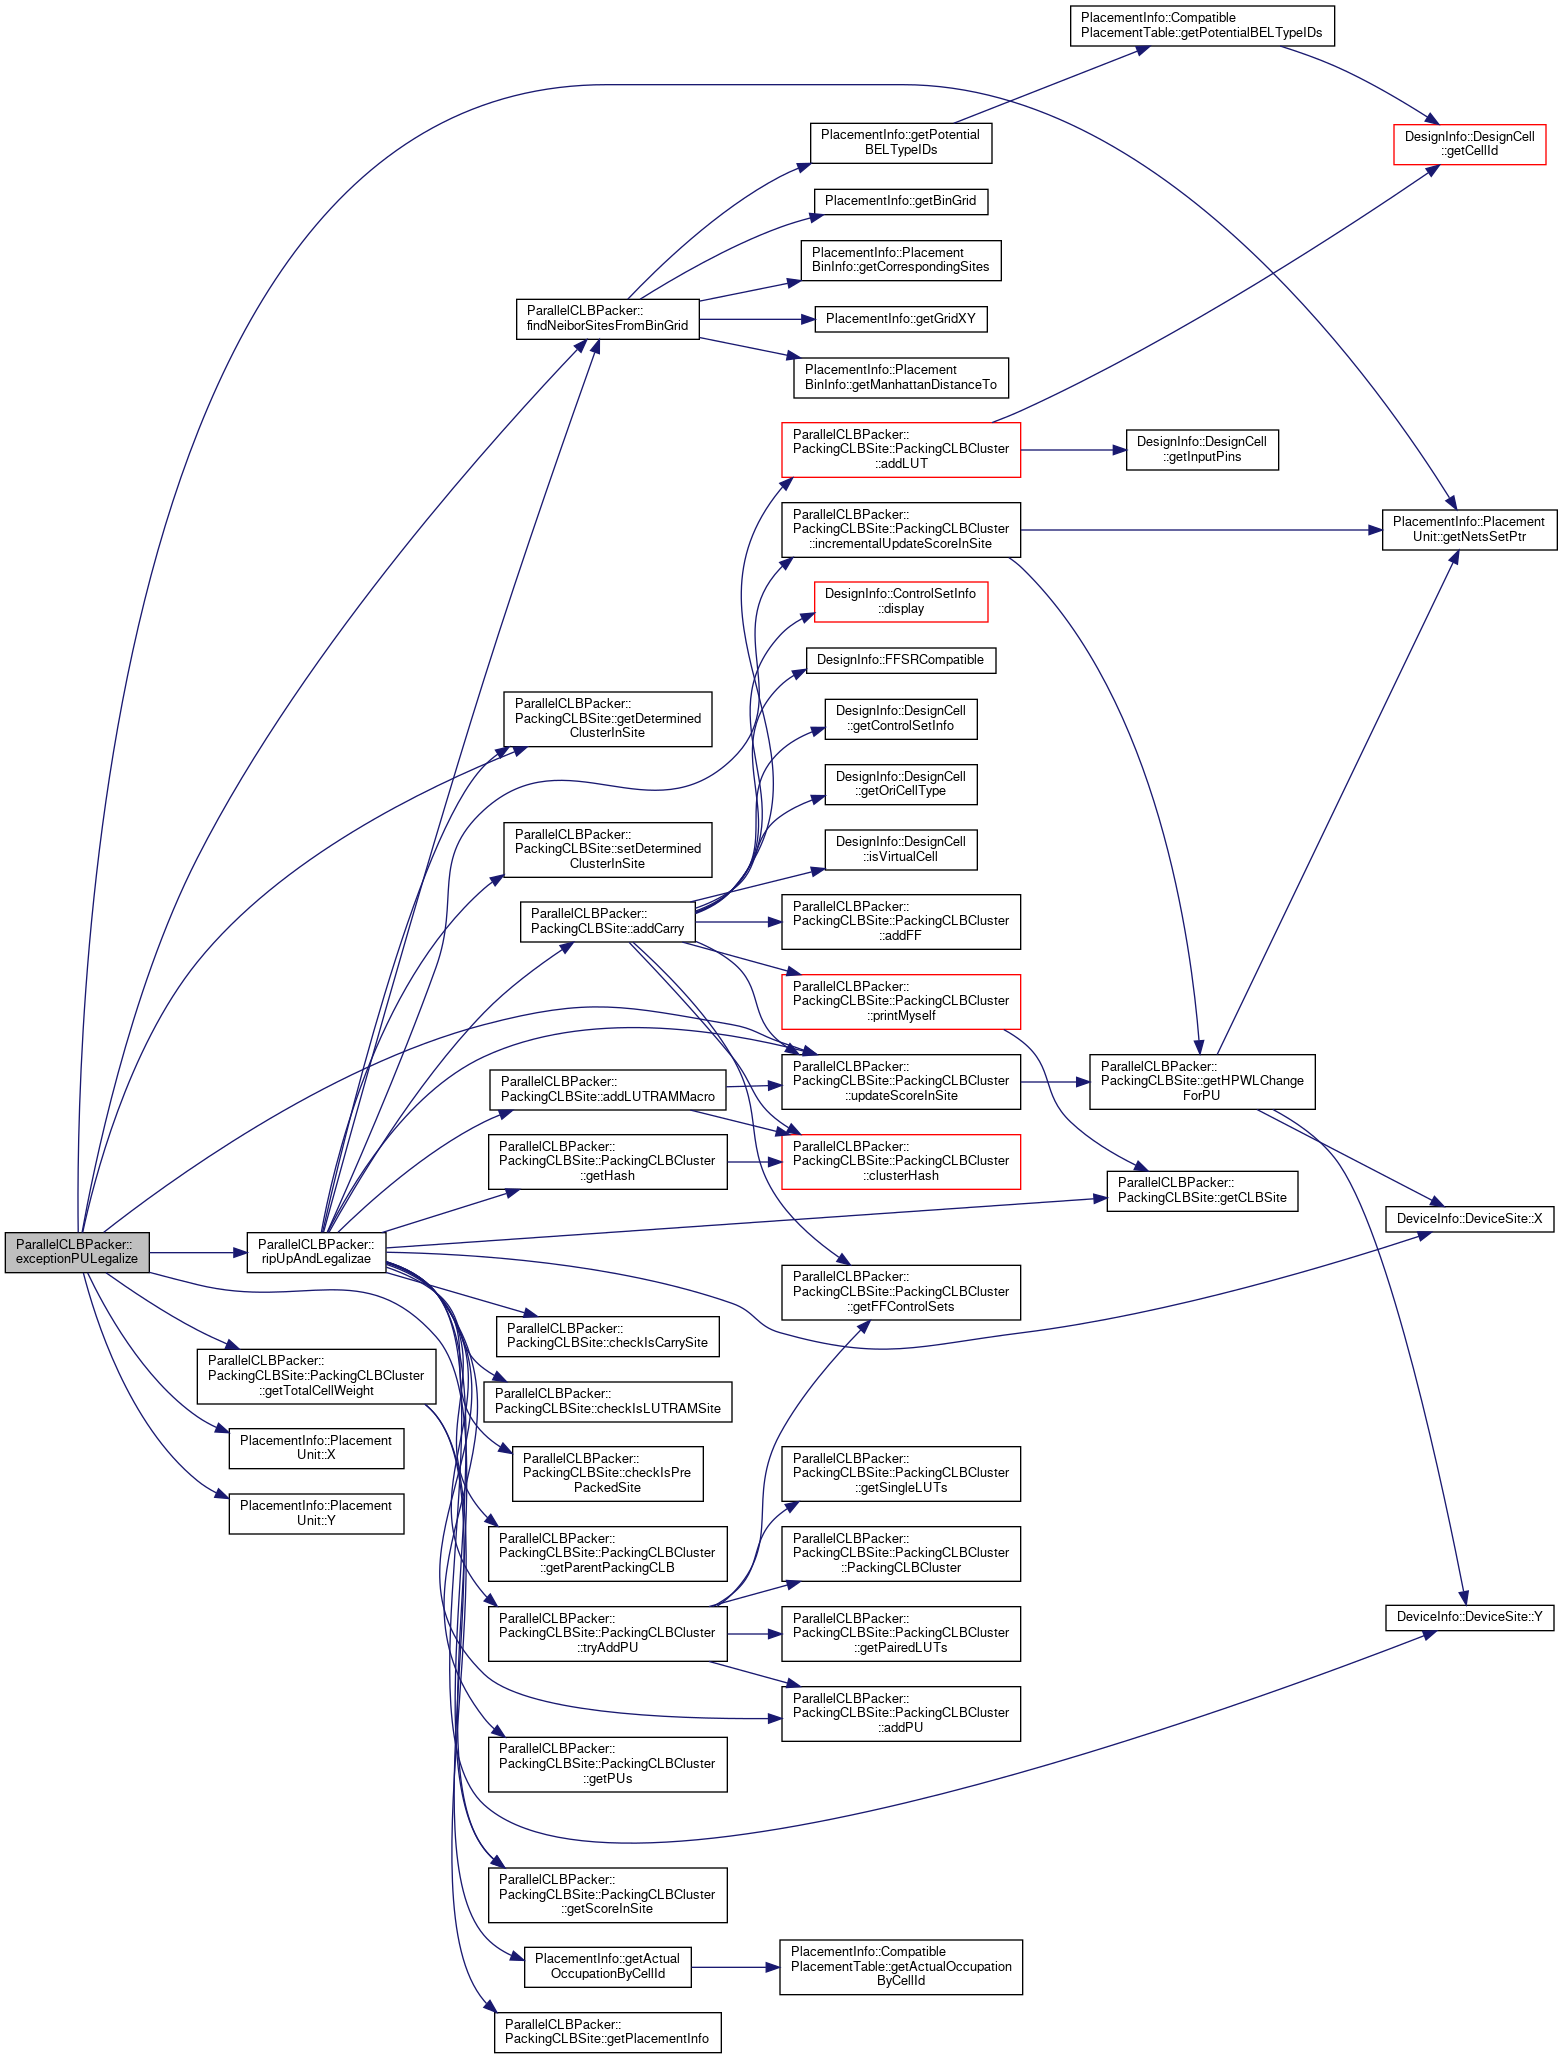 PlacementInfo::Compatible
PlacementTable::getPotentialBELTypeIDs
PlacementInfo::getPotential
BELTypeIDs
DesignInfo::DesignCell
::getCellId
PlacementInfo::getBinGrid
PlacementInfo::Placement
BinInfo::getCorrespondingSites
ParallelCLBPacker::
findNeiborSitesFromBinGrid
PlacementInfo::getGridXY
PlacementInfo::Placement
BinInfo::getManhattanDistanceTo
ParallelCLBPacker::
PackingCLBSite::PackingCLBCluster
::addLUT
DesignInfo::DesignCell
::getInputPins
ParallelCLBPacker::
PackingCLBSite::PackingCLBCluster
::incrementalUpdateScoreInSite
PlacementInfo::Placement
Unit::getNetsSetPtr
DesignInfo::ControlSetInfo
::display
DesignInfo::FFSRCompatible
ParallelCLBPacker::
PackingCLBSite::getDetermined
ClusterInSite
DesignInfo::DesignCell
::getControlSetInfo
DesignInfo::DesignCell
::getOriCellType
ParallelCLBPacker::
PackingCLBSite::setDetermined
ClusterInSite
DesignInfo::DesignCell
::isVirtualCell
ParallelCLBPacker::
PackingCLBSite::addCarry
ParallelCLBPacker::
PackingCLBSite::PackingCLBCluster
::addFF
ParallelCLBPacker::
PackingCLBSite::PackingCLBCluster
::printMyself
ParallelCLBPacker::
PackingCLBSite::addLUTRAMMacro
ParallelCLBPacker::
PackingCLBSite::PackingCLBCluster
::updateScoreInSite
ParallelCLBPacker::
PackingCLBSite::getHPWLChange
ForPU
ParallelCLBPacker::
PackingCLBSite::PackingCLBCluster
::getHash
ParallelCLBPacker::
PackingCLBSite::PackingCLBCluster
::clusterHash
ParallelCLBPacker::
PackingCLBSite::getCLBSite
DeviceInfo::DeviceSite::X
ParallelCLBPacker::
exceptionPULegalize
ParallelCLBPacker::
ripUpAndLegalizae
ParallelCLBPacker::
PackingCLBSite::PackingCLBCluster
::getFFControlSets
ParallelCLBPacker::
PackingCLBSite::checkIsCarrySite
ParallelCLBPacker::
PackingCLBSite::PackingCLBCluster
::getTotalCellWeight
ParallelCLBPacker::
PackingCLBSite::checkIsLUTRAMSite
PlacementInfo::Placement
Unit::X
ParallelCLBPacker::
PackingCLBSite::checkIsPre
PackedSite
ParallelCLBPacker::
PackingCLBSite::PackingCLBCluster
::getSingleLUTs
PlacementInfo::Placement
Unit::Y
ParallelCLBPacker::
PackingCLBSite::PackingCLBCluster
::getParentPackingCLB
ParallelCLBPacker::
PackingCLBSite::PackingCLBCluster
::PackingCLBCluster
ParallelCLBPacker::
PackingCLBSite::PackingCLBCluster
::tryAddPU
ParallelCLBPacker::
PackingCLBSite::PackingCLBCluster
::getPairedLUTs
DeviceInfo::DeviceSite::Y
ParallelCLBPacker::
PackingCLBSite::PackingCLBCluster
::addPU
ParallelCLBPacker::
PackingCLBSite::PackingCLBCluster
::getPUs
ParallelCLBPacker::
PackingCLBSite::PackingCLBCluster
::getScoreInSite
PlacementInfo::getActual
OccupationByCellId
PlacementInfo::Compatible
PlacementTable::getActualOccupation
ByCellId
ParallelCLBPacker::
PackingCLBSite::getPlacementInfo